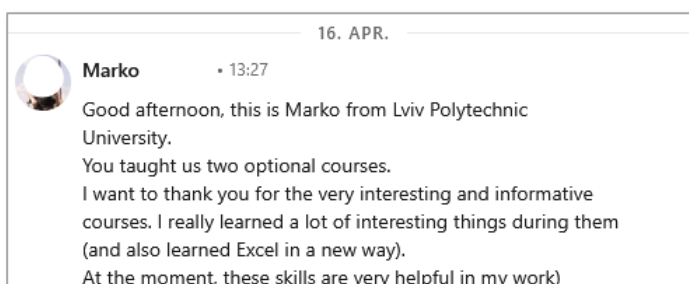 16. APR.
Marko • 13:27
Good afternoon, this is Marko from Lviv Polytechnic
University.
You taught us two optional courses.
I want to thank you for the very interesting and informative
courses. I really learned a lot of interesting things during them
(and also learned Excel in a new way).
At the moment, these skills are very helpful in my work)